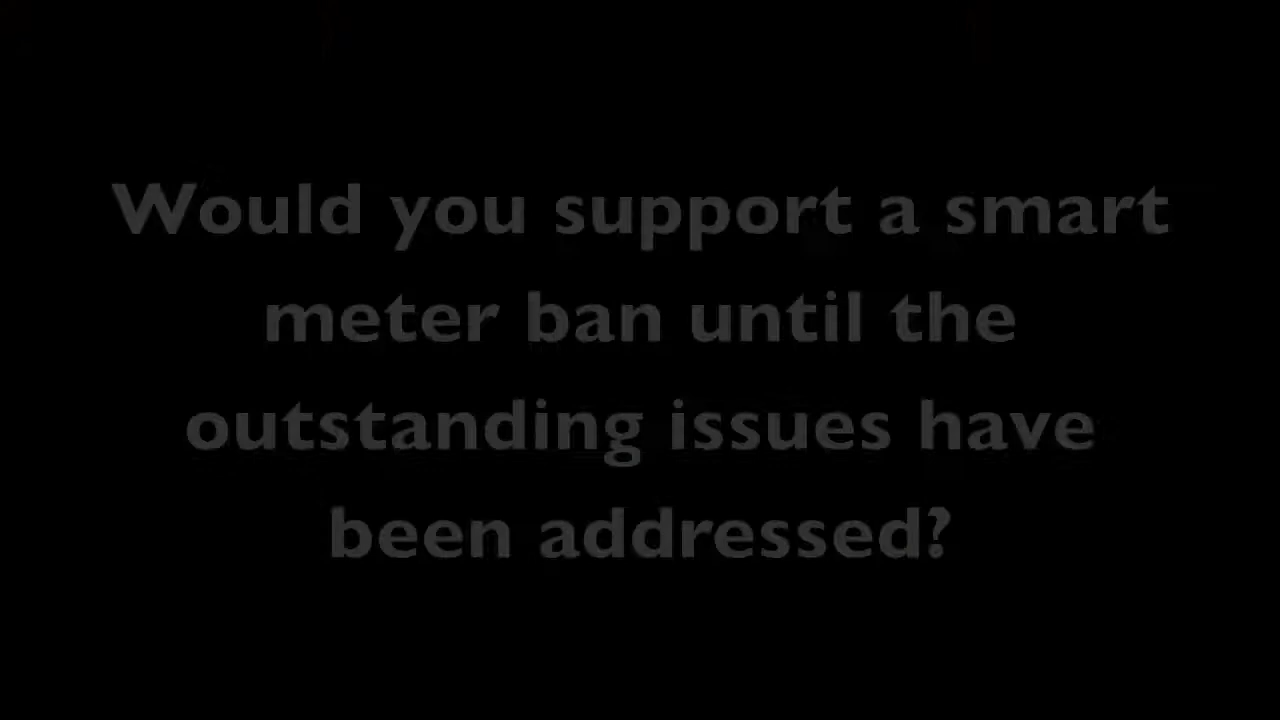 Would you support a smart
meter ban until the
outstanding issues have
been addressed?